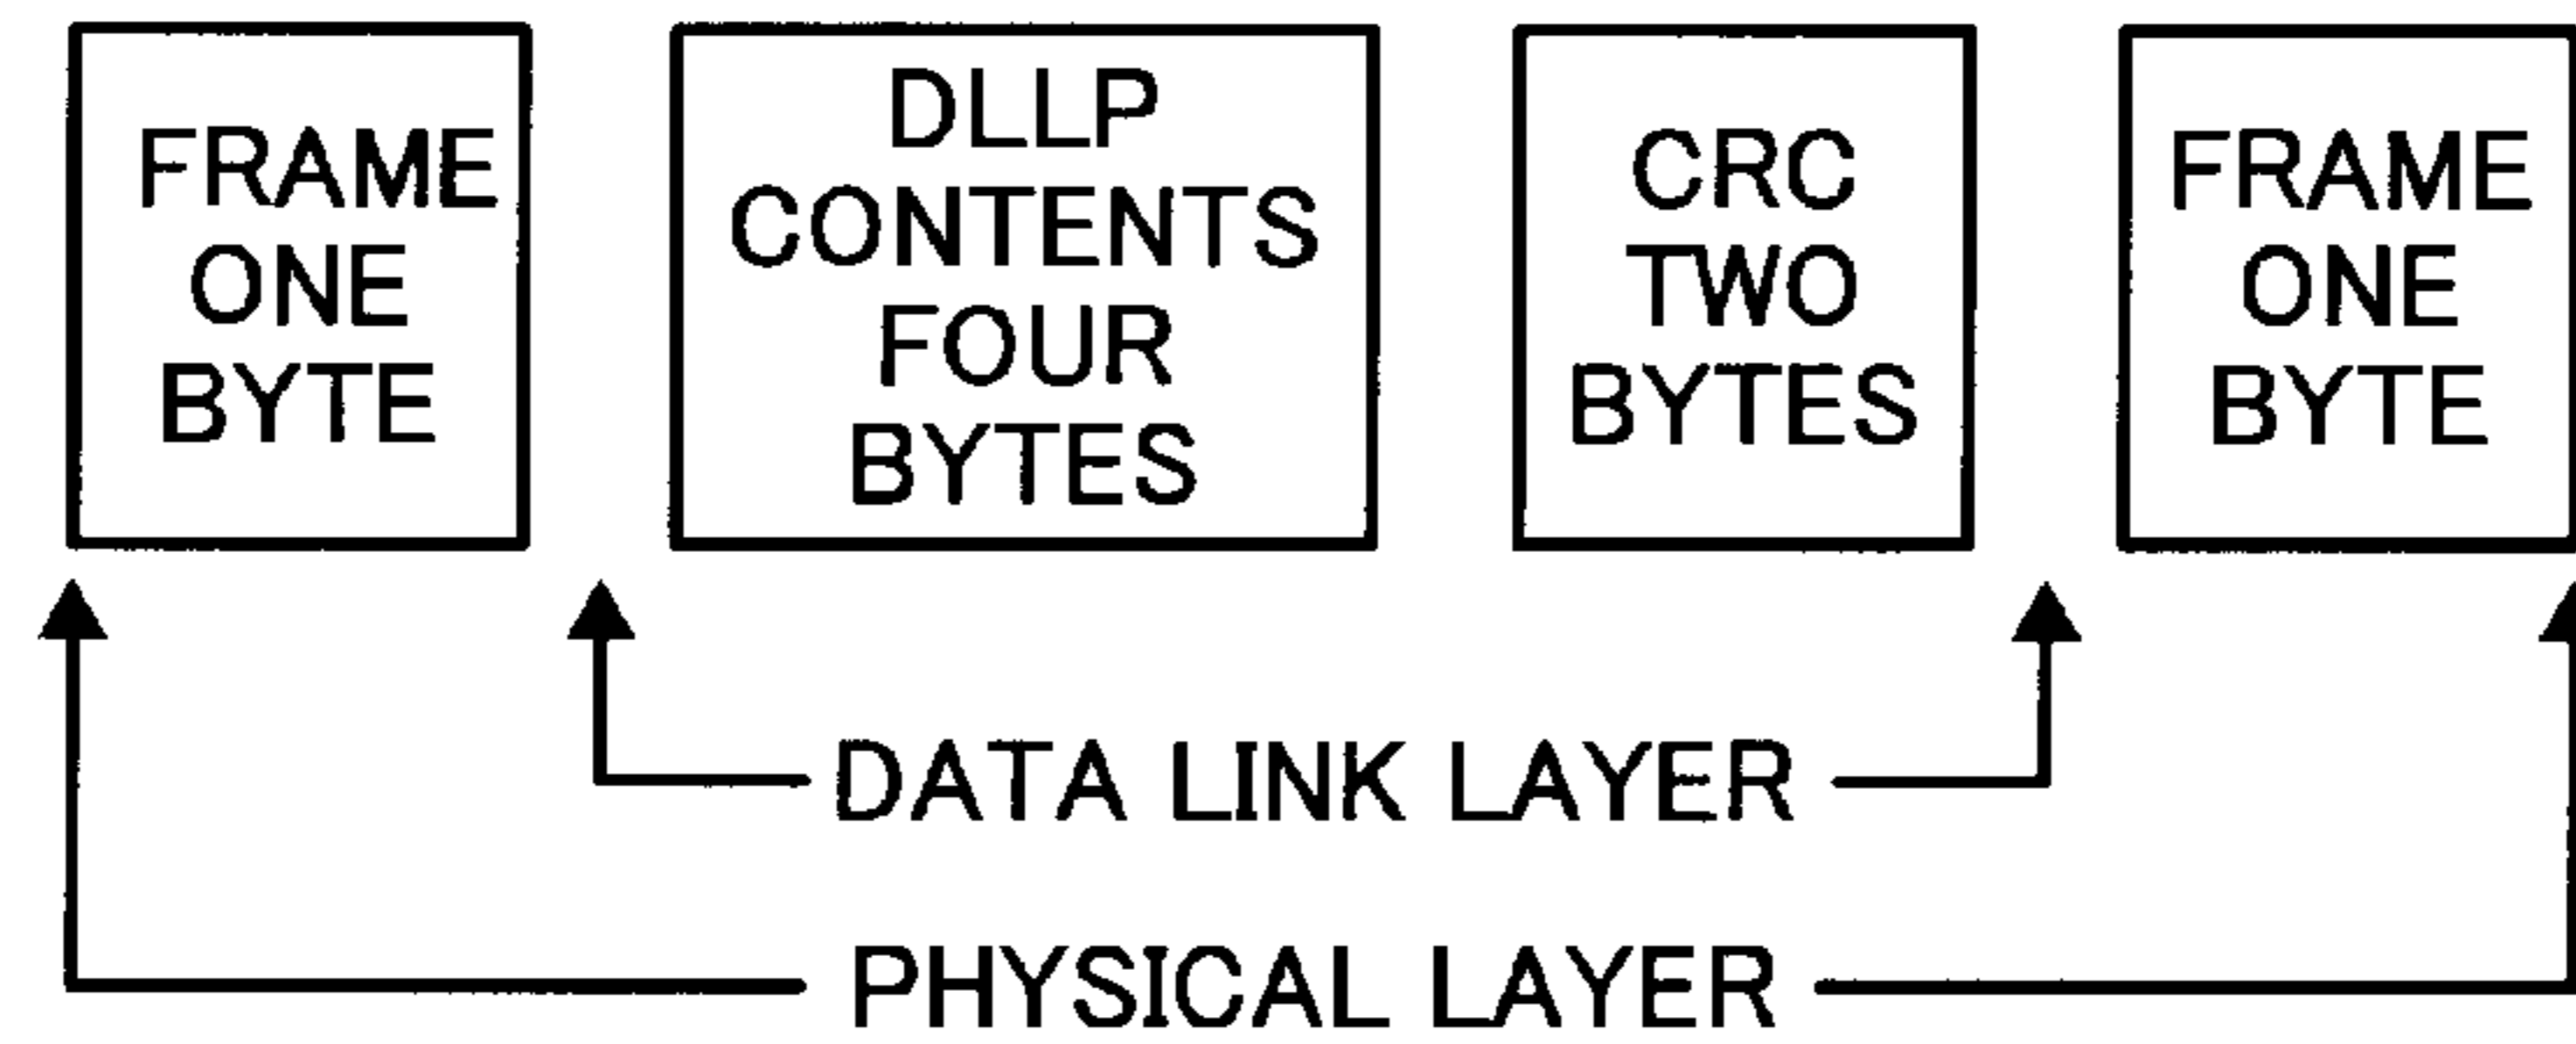 FRAME
ONE
BYTE
DLLP
CONTENTS
FOUR
BYTES
CRC
TWO
BYTES
FRAME
ONE
BYTE
DATA LINK LAYER
PHYSICAL LAYER